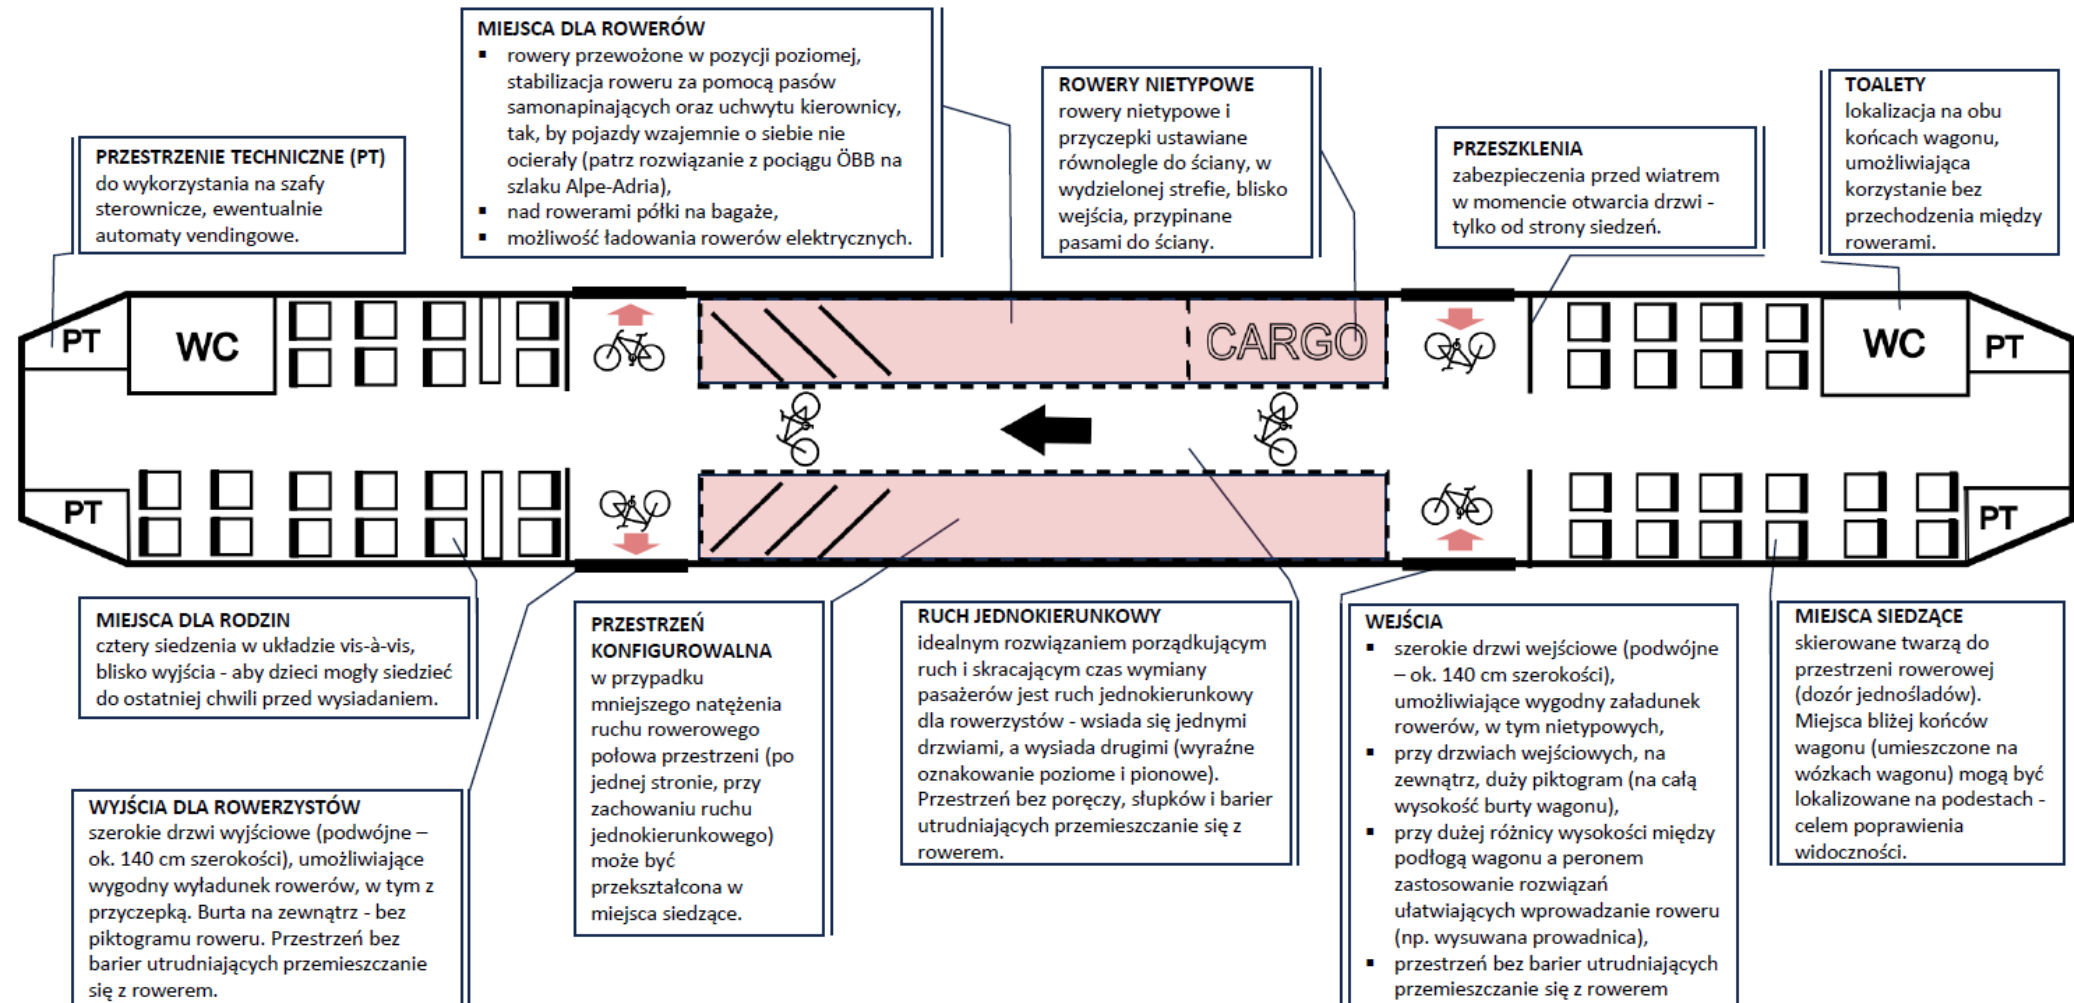 MIEJSCA DLA ROWERÓW
▪ rowery przewożone w pozycji poziomej,
stabilizacja roweru za pomocą pasów
samonapinających oraz uchwytu kierownicy,
tak, by pojazdy wzajemnie o siebie nie
ocierały (patrz rozwiązanie z pociągu ÖBB na
szlaku Alpe-Adria),
▪ nad rowerami półki na bagaże,
▪ możliwość ładowania rowerów elektrycznych.
ROWERY NIETYPOWE
rowery nietypowe i
przyczepki ustawiane
równolegle do ściany, w
wydzielonej strefie, blisko
wejścia, przypinane
pasami do ściany.
TOALETY
lokalizacja na obu
końcach wagonu,
umożliwiająca
korzystanie bez
przechodzenia między
rowerami.
PRZESTRZENIE TECHNICZNE (PT)
do wykorzystania na szafy
sterownicze, ewentualnie
automaty vendingowe.
PRZESZKLENIA
zabezpieczenia przed wiatrem
w momencie otwarcia drzwi -
tylko od strony siedzeń.
PT
WC
CARGO
WC
PT
PT
PT
MIEJSCA DLA RODZIN
cztery siedzenia w układzie vis-à-vis,
blisko wyjścia - aby dzieci mogły siedzieć
do ostatniej chwili przed wysiadaniem.
PRZESTRZEŃ
KONFIGUROWALNA
w przypadku
mniejszego natężenia
ruchu rowerowego
połowa przestrzeni (po
jednej stronie, przy
zachowaniu ruchu
jednokierunkowego)
może być
przekształcona w
miejsca siedzące.
RUCH JEDNOKIERUNKOWY
idealnym rozwiązaniem porządkującym
ruch i skracającym czas wymiany
pasażerów jest ruch jednokierunkowy
dla rowerzystów - wsiada się jednymi
drzwiami, a wysiada drugimi (wyraźne
oznakowanie poziome i pionowe).
Przestrzeń bez poręczy, słupków i barier
utrudniających przemieszczanie się z
rowerem.
WEJŚCIA
▪ szerokie drzwi wejściowe (podwójne
– ok. 140 cm szerokości),
umożliwiające wygodny załadunek
rowerów, w tym nietypowych,
▪ przy drzwiach wejściowych, na
zewnątrz, duży piktogram (na całą
wysokość burty wagonu),
▪ przy dużej różnicy wysokości między
podłogą wagonu a peronem
zastosowanie rozwiązań
ułatwiających wprowadzanie roweru
(np. wysuwana prowadnica),
▪ przestrzeń bez barier utrudniających
przemieszczanie się z rowerem
MIEJSCA SIEDZĄCE
skierowane twarzą do
przestrzeni rowerowej
(dozór jednośladów).
Miejsca bliżej końców
wagonu (umieszczone na
wózkach wagonu) mogą być
lokalizowane na podestach -
celem poprawienia
widoczności.
WYJŚCIA DLA ROWERZYSTÓW
szerokie drzwi wyjściowe (podwójne –
ok. 140 cm szerokości), umożliwiające
wygodny wyładunek rowerów, w tym z
przyczepką. Burta na zewnątrz - bez
piktogramu roweru. Przestrzeń bez
barier utrudniających przemieszczanie
się z rowerem.